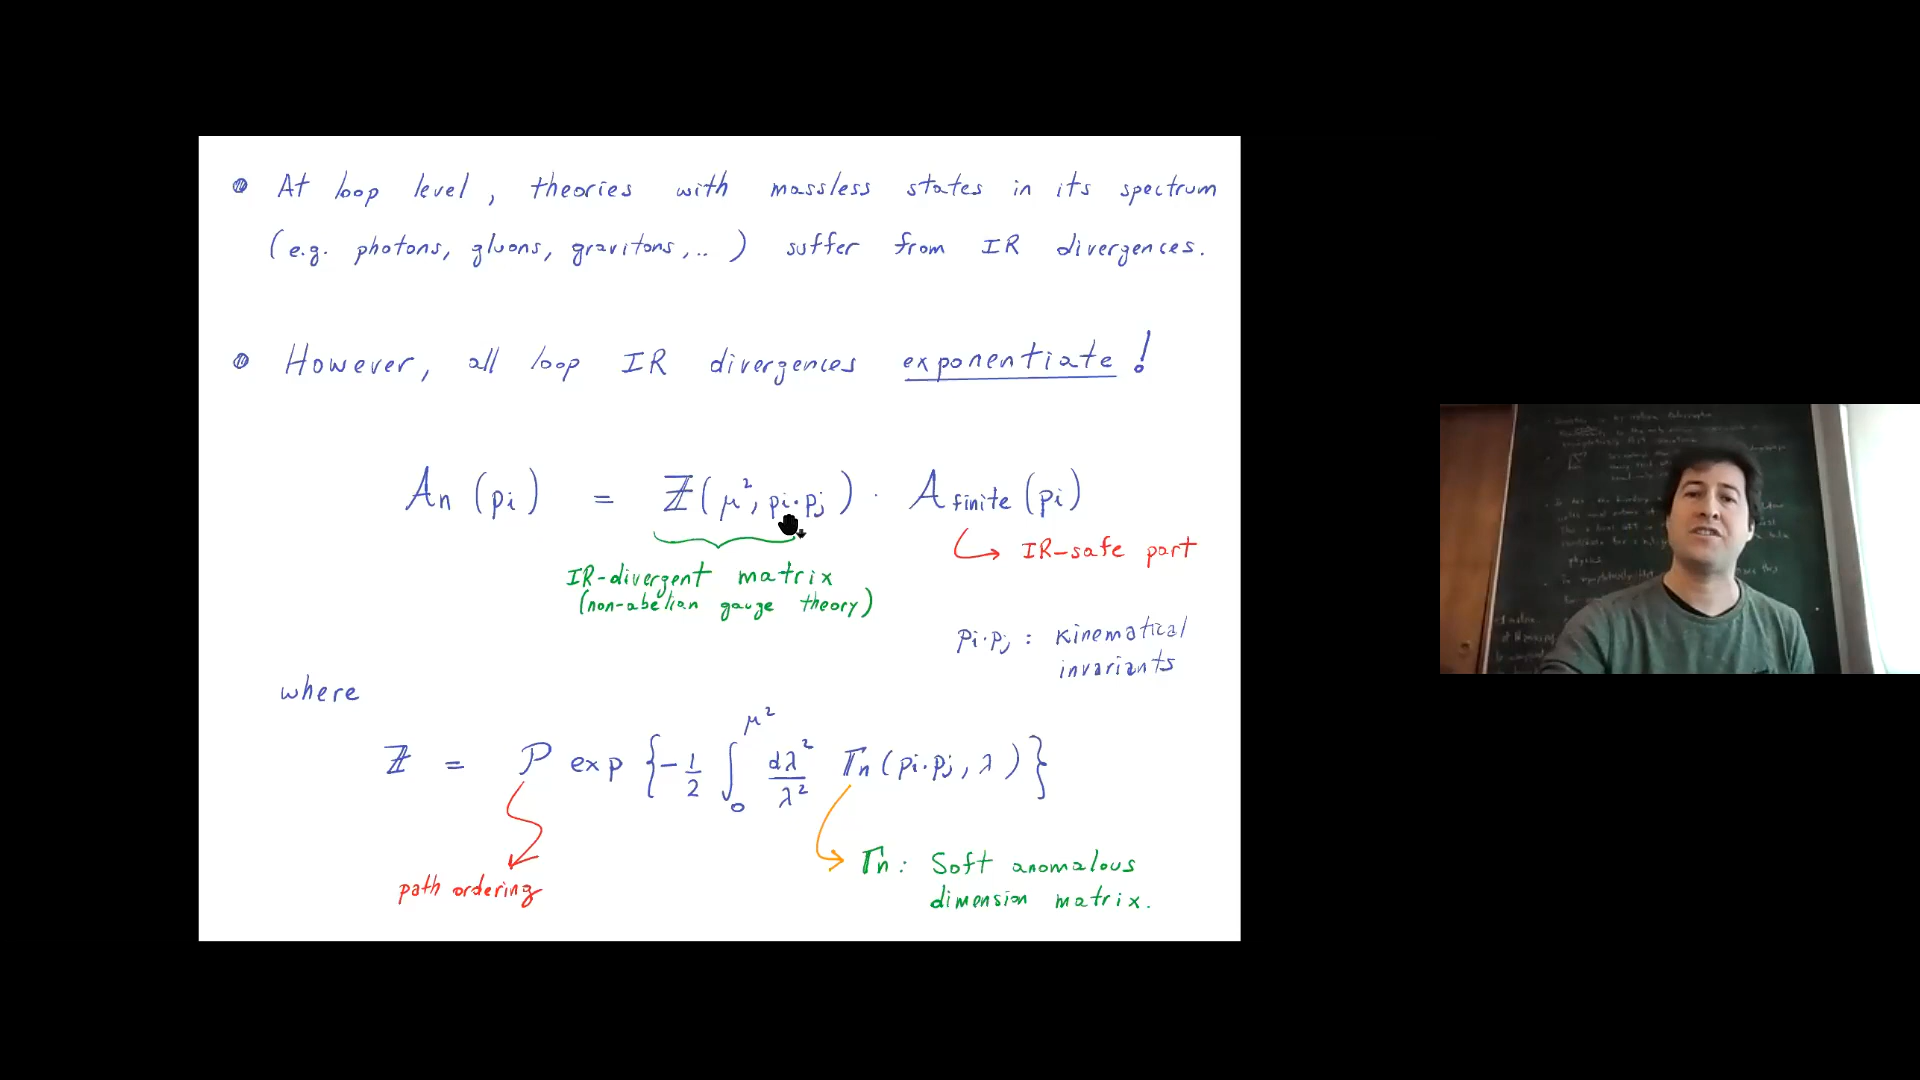 At loop level, theories with massless states in its spectrum
(e.g. photons, gluons, gravitons,..) suffer from IR divergences.
However, all loop IR divergences exponentiate!
An (pi) = Z(μ², pi·pj) · A finite (pi)
IR-safe part
IR-divergent matrix
(non-abelian gauge theory)
pi·pj : kinematical
invariants
where
Z = P exp {-1/2 ∫₀^μ² dλ²/λ² Γn (pi·pj, λ)}
path ordering
Γn : Soft anomalous
dimension matrix.